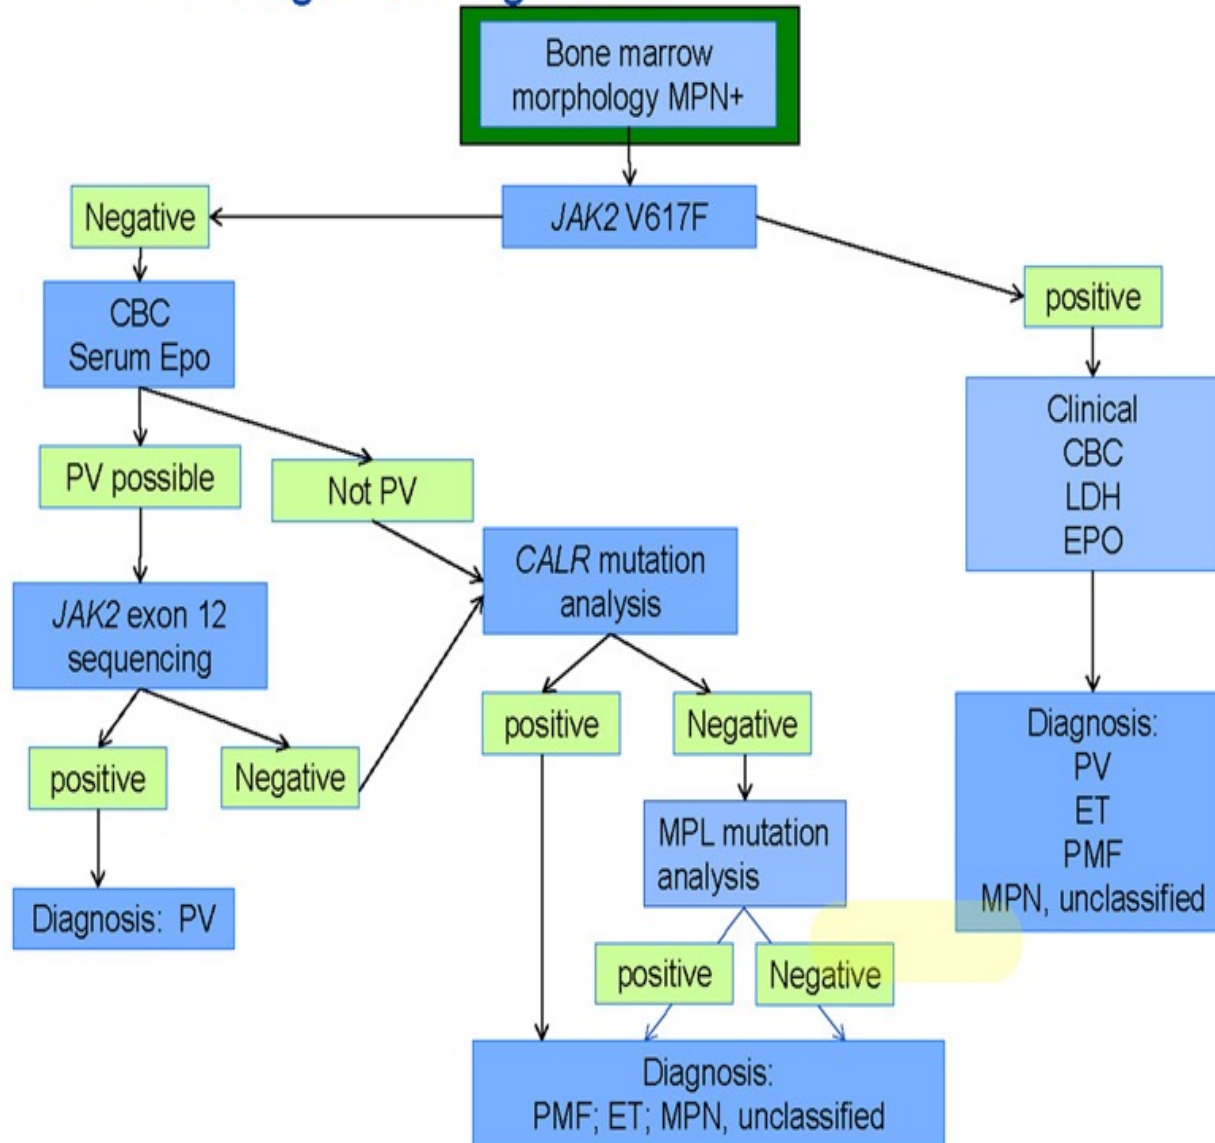 Bone marrow
morphology MPN+
JAK2 V617F
Negative
positive
CBC
Serum Epo
Clinical
CBC
LDH
EPO
PV possible
Not PV
CALR mutation
analysis
JAK2 exon 12
sequencing
positive
Negative
positive
Negative
Diagnosis:
PV
ET
PMF
MPN, unclassified
MPL mutation
analysis
Diagnosis: PV
positive
Negative
Diagnosis:
PMF; ET; MPN, unclassified